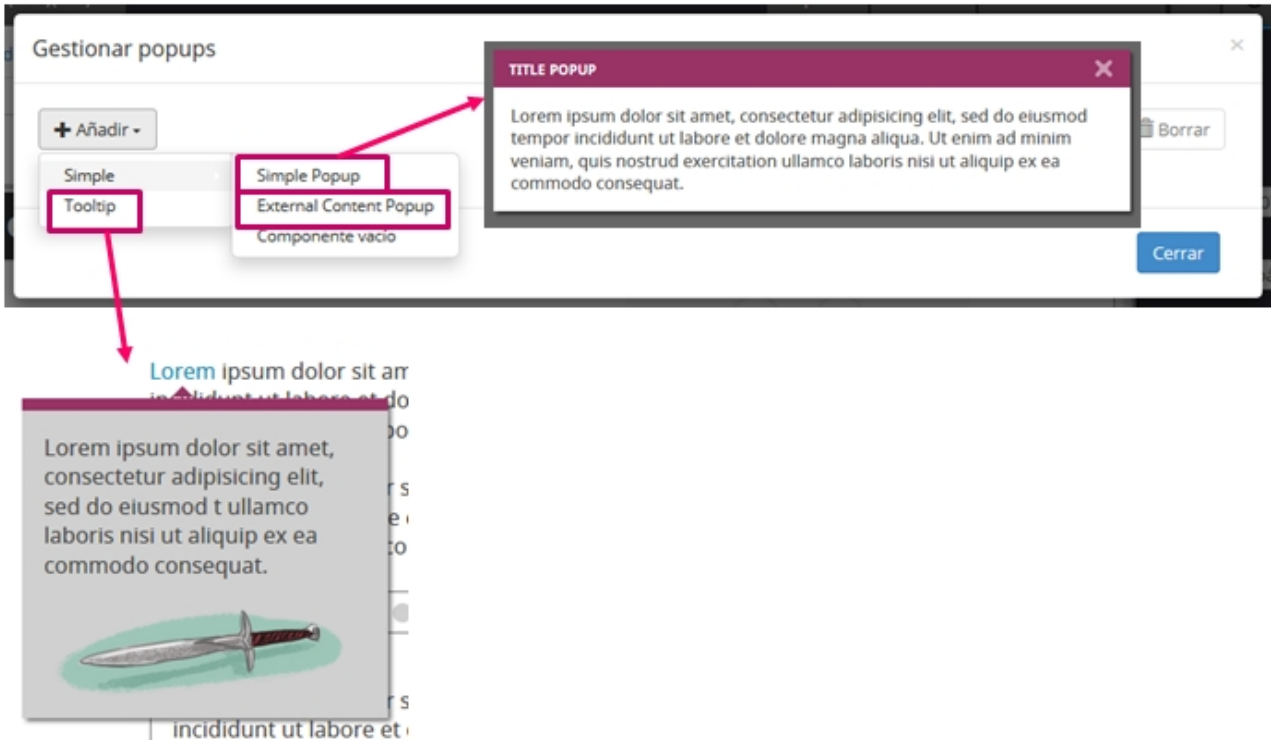 Gestionar popups
×
TITLE POPUP
Lorem ipsum dolor sit amet, consectetur adipisicing elit, sed do eiusmod
tempor incididunt ut labore et dolore magna aliqua. Ut enim ad minim
veniam, quis nostrud exercitation ullamco laboris nisi ut aliquip ex ea
commodo consequat.
Añadir
Borrar
Simple
Simple Popup
Tooltip
External Content Popup
Componente vacío
Cerrar
Lorem ipsum dolor sit am
Lorem ipsum dolor sit amet,
consectetur adipisicing elit,
sed do eiusmod t ullamco
laboris nisi ut aliquip ex ea
commodo consequat.
incididunt ut labore et